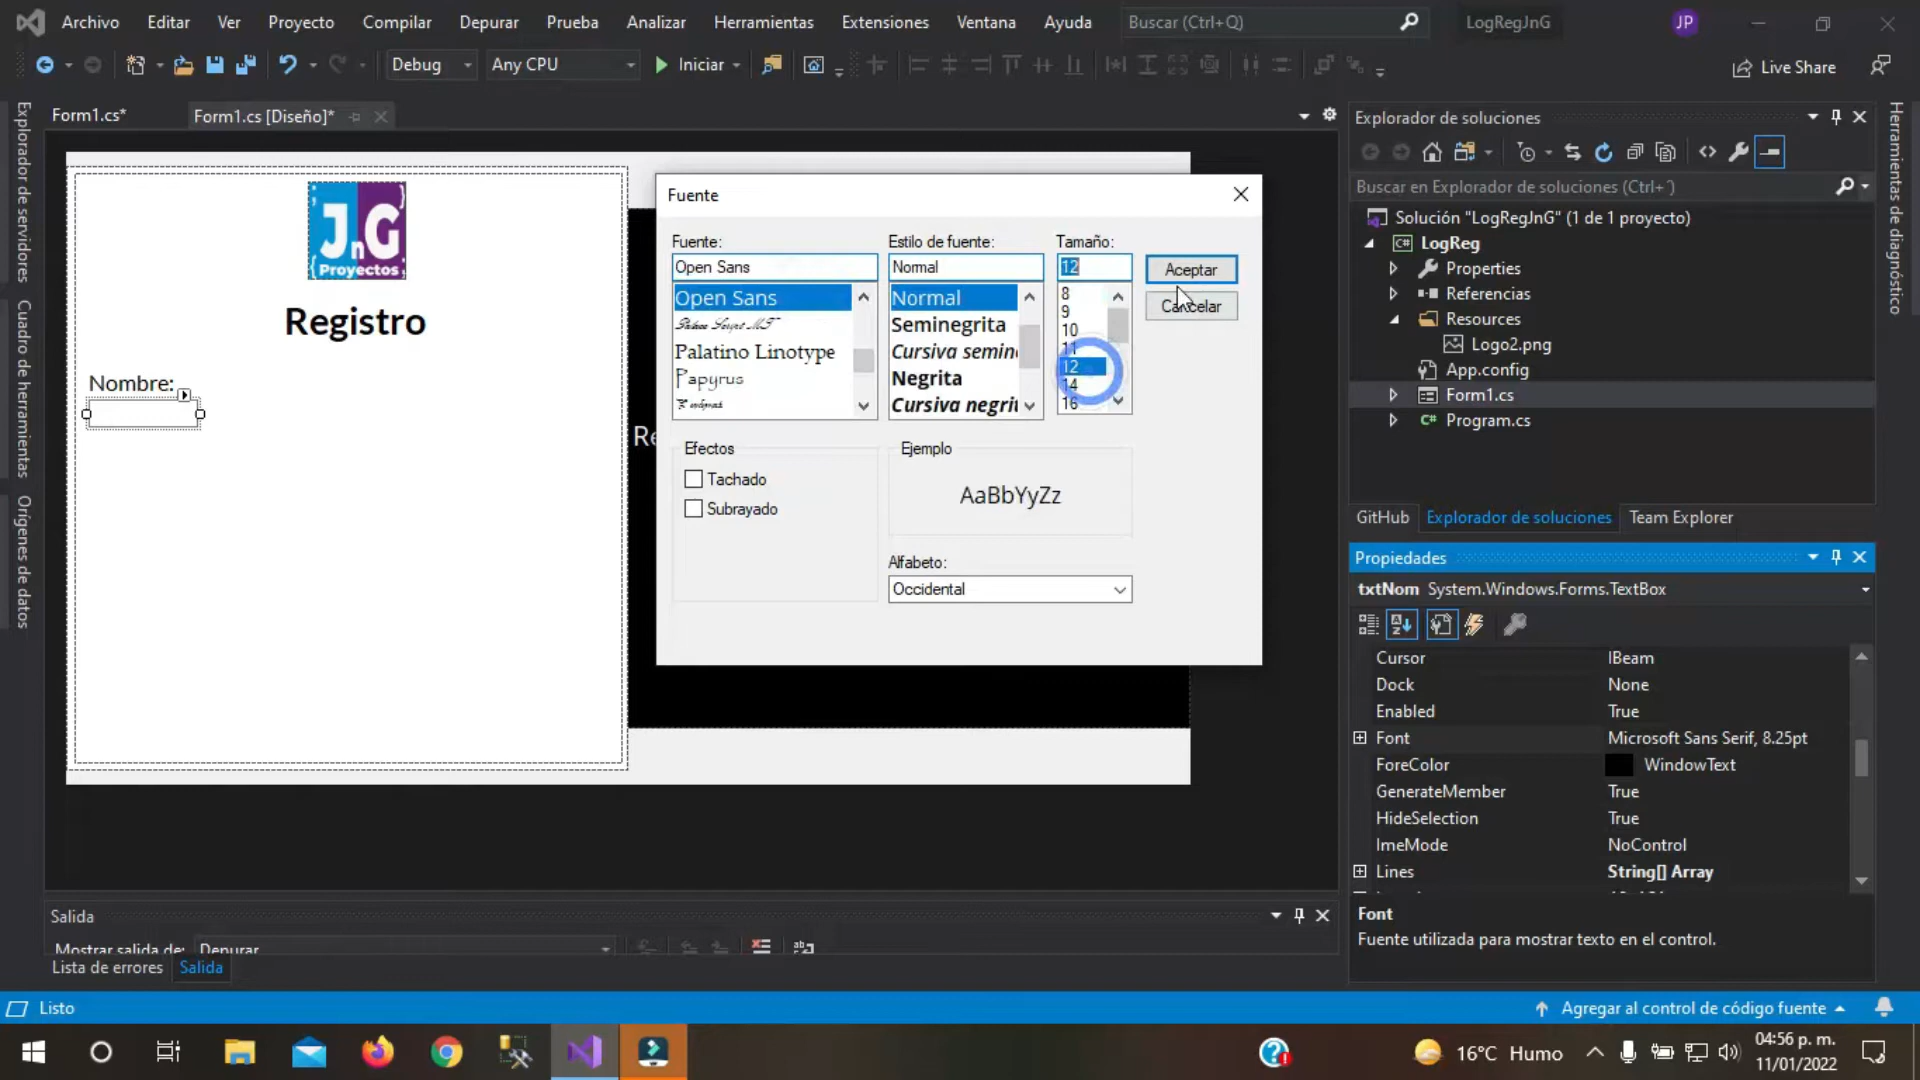 Archivo Editar Ver Proyecto Compilar Depurar Prueba Analizar Herramientas Extensiones Ventana Ayuda Buscar (Ctrl+Q) LogRegJnG JP
Debug Any CPU Iniciar Live Share
Explorador de servidores
Cuadro de herramientas
Orígenes de datos
Form1.cs* Form1.cs [Diseño]*
JnG
Proyectos
Registro
Nombre:
Re
Fuente
Fuente: Estilo de fuente: Tamaño:
Open Sans Normal 12 Aceptar
Cancelar
Open Sans
Palace Script MT
Palatino Linotype
Papyrus
Normal
Seminegrita
Cursiva semin
Negrita
Cursiva negrit
8
9
10
11
12
14
16
Efectos
Tachado
Subrayado
Ejemplo
AaBbYyZz
Alfabeto:
Occidental
Explorador de soluciones
Buscar en Explorador de soluciones (Ctrl+´)
Solución "LogRegJnG" (1 de 1 proyecto)
LogReg
Properties
Referencias
Resources
Logo2.png
App.config
Form1.cs
Program.cs
GitHub Explorador de soluciones Team Explorer
Propiedades
txtNom System.Windows.Forms.TextBox
Cursor IBeam
Dock None
Enabled True
Font Microsoft Sans Serif, 8.25pt
ForeColor WindowText
GenerateMember True
HideSelection True
ImeMode NoControl
Lines String[] Array
Font
Fuente utilizada para mostrar texto en el control.
Herramientas de diagnóstico
Salida
Mostrar salida de: Depurar
Lista de errores Salida
Listo Agregar al control de código fuente
16°C Humo 04:56 p. m.
11/01/2022